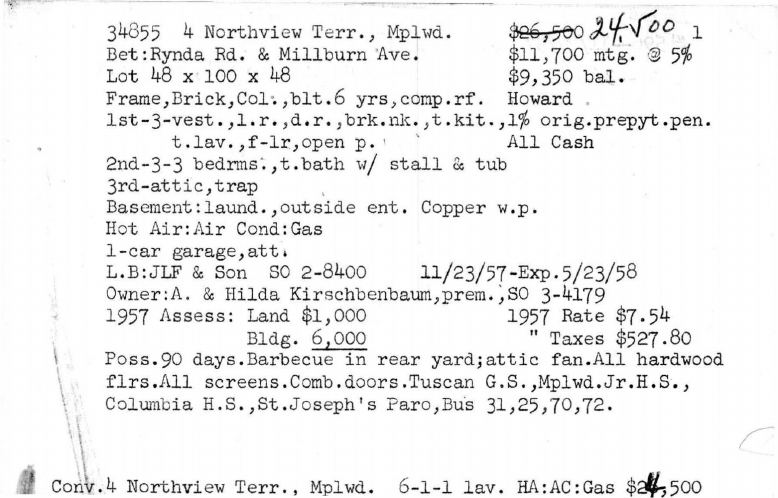 34855 4 Northview Terr., Mplwd. $26,500 24,500 1
Bet:Rynda Rd. & Millburn Ave. $11,700 mtg. @ 5%
Lot 48 x 100 x 48 $9,350 bal.
Frame,Brick,Col.,blt.6 yrs,comp.rf. Howard
1st-3-vest.,l.r.,d.r.,brk.nk.,t.kit.,1% orig.prepyt.pen.
t.lav.,f-lr,open p. All Cash
2nd-3-3 bedrms.,t.bath w/ stall & tub
3rd-attic,trap
Basement:laund.,outside ent. Copper w.p.
Hot Air:Air Cond:Gas
1-car garage,att.
L.B:JLF & Son SO 2-8400 11/23/57-Exp.5/23/58
Owner:A. & Hilda Kirschbenbaum,prem.,SO 3-4179
1957 Assess: Land $1,000 1957 Rate $7.54
Bldg. 6,000 " Taxes $527.80
Poss.90 days.Barbecue in rear yard;attic fan.All hardwood
flrs.All screens.Comb.doors.Tuscan G.S.,Mplwd.Jr.H.S.,
Columbia H.S.,St.Joseph's Paro,Bus 31,25,70,72.
Conv.4 Northview Terr., Mplwd. 6-1-1 lav. HA:AC:Gas $24,500